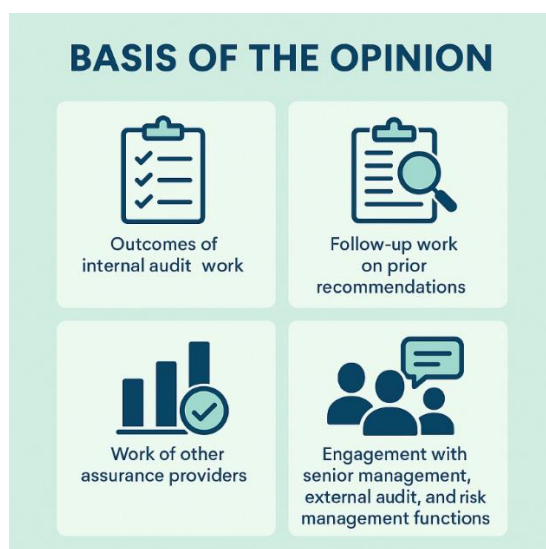 BASIS OF THE OPINION
Outcomes of
internal audit work
Follow-up work
on prior
recommendations
Work of other
assurance providers
Engagement with
senior management,
external audit, and risk
management functions